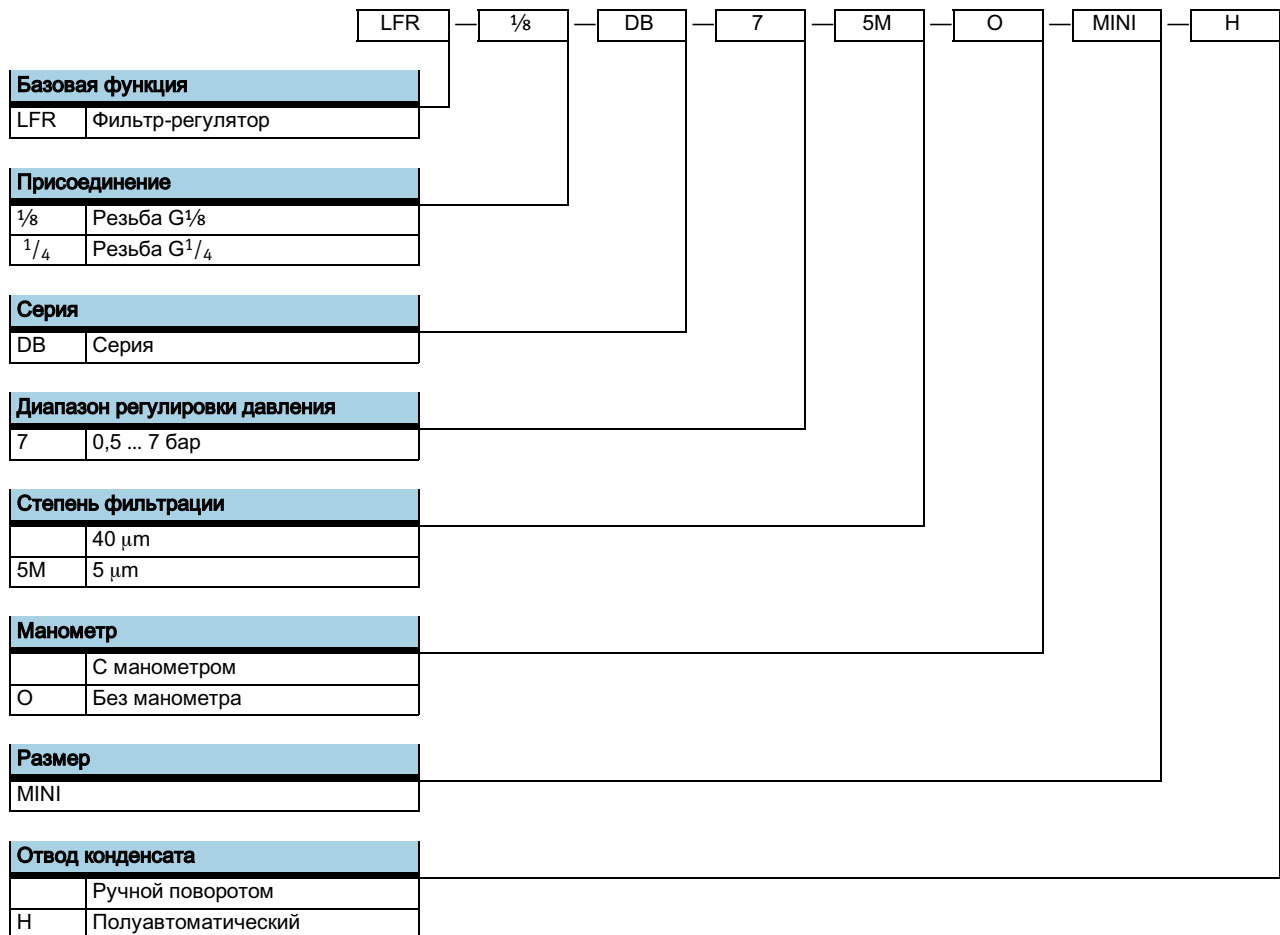 LFR — ⅛ — DB — 7 — 5M — O — MINI — H
Базовая функция
LFR Фильтр-регулятор
Присоединение
⅛ Резьба G⅛
1/4 Резьба G1/4
Серия
DB Серия
Диапазон регулировки давления
7 0,5 ... 7 бар
Степень фильтрации
40 μm
5M 5 μm
Манометр
С манометром
O Без манометра
Размер
MINI
Отвод конденсата
Ручной поворотом
H Полуавтоматический